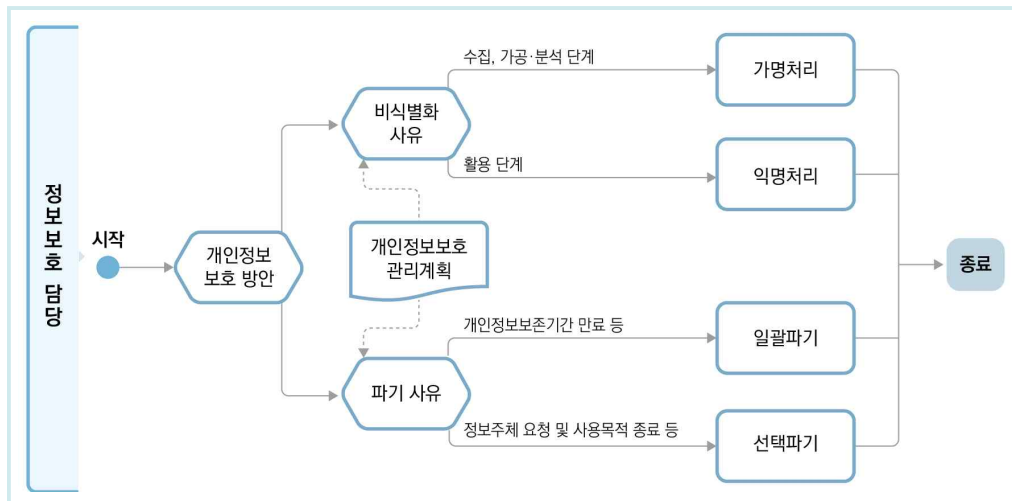 정보보호 담당
시작
개인정보
보호 방안
비식별화
사유
수집, 가공·분석 단계
가명처리
활용 단계
익명처리
개인정보보호
관리계획
파기 사유
개인정보보존기간 만료 등
일괄파기
정보주체 요청 및 사용목적 종료 등
선택파기
종료